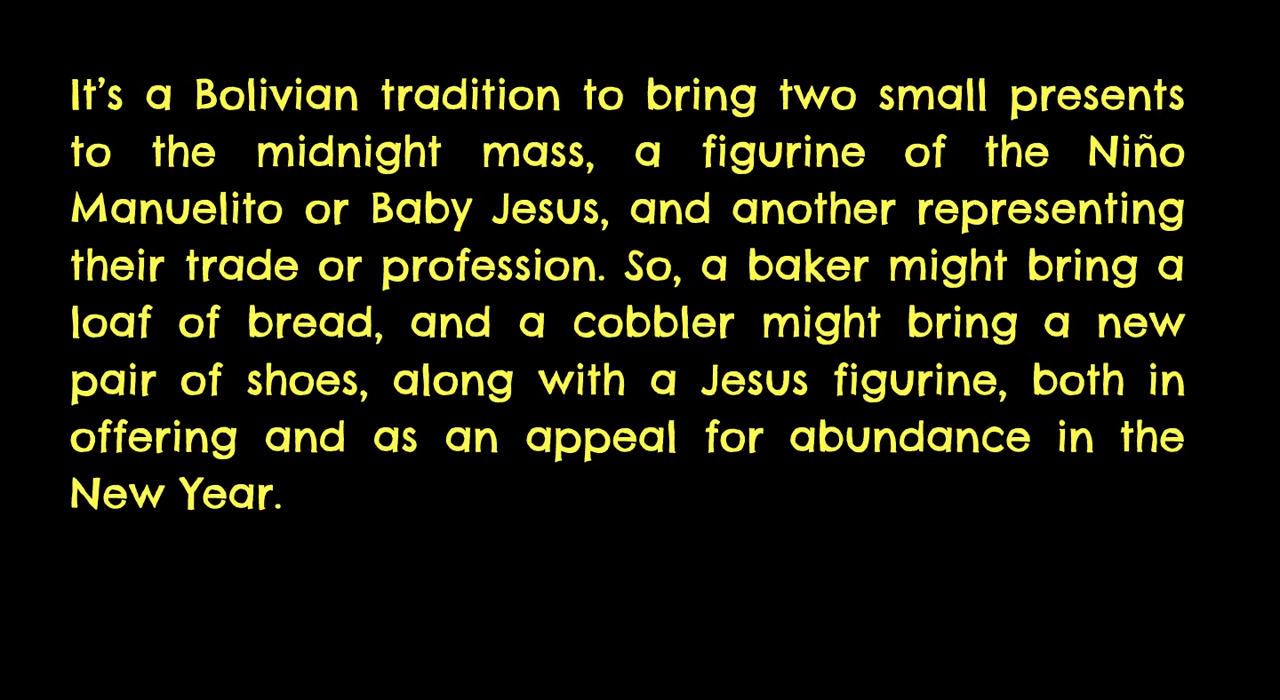 It’s a Bolivian tradition to bring two small presents
to the midnight mass, a figurine of the Niño
Manuelito or Baby Jesus, and another representing
their trade or profession. So, a baker might bring a
loaf of bread, and a cobbler might bring a new
pair of shoes, along with a Jesus figurine, both in
offering and as an appeal for abundance in the
New Year.